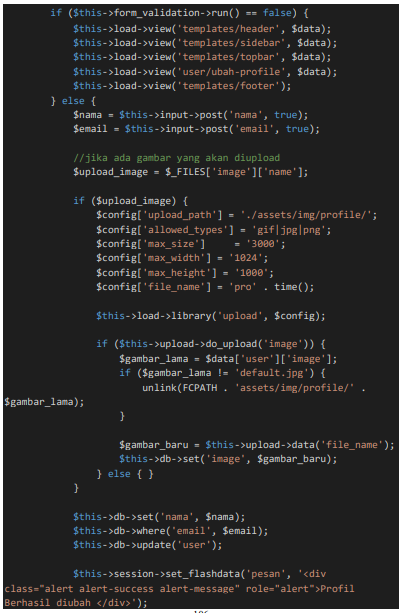 if ($this->form_validation->run() == false) {
$this->load->view('templates/header', $data);
$this->load->view('templates/sidebar', $data);
$this->load->view('templates/topbar', $data);
$this->load->view('user/ubah-profile', $data);
$this->load->view('templates/footer');
} else {
$nama = $this->input->post('nama', true);
$email = $this->input->post('email', true);
//jika ada gambar yang akan diupload
$upload_image = $_FILES['image']['name'];
if ($upload_image) {
$config['upload_path'] = './assets/img/profile/';
$config['allowed_types'] = 'gif|jpg|png';
$config['max_size']     = '3000';
$config['max_width'] = '1024';
$config['max_height'] = '1000';
$config['file_name'] = 'pro' . time();
$this->load->library('upload', $config);
if ($this->upload->do_upload('image')) {
$gambar_lama = $data['user']['image'];
if ($gambar_lama != 'default.jpg') {
unlink(FCPATH . 'assets/img/profile/' .
$gambar_lama);
}
$gambar_baru = $this->upload->data('file_name');
$this->db->set('image', $gambar_baru);
} else { }
}
$this->db->set('nama', $nama);
$this->db->where('email', $email);
$this->db->update('user');
$this->session->set_flashdata('pesan', '<div
class="alert alert-success alert-message" role="alert">Profil
Berhasil diubah </div>');